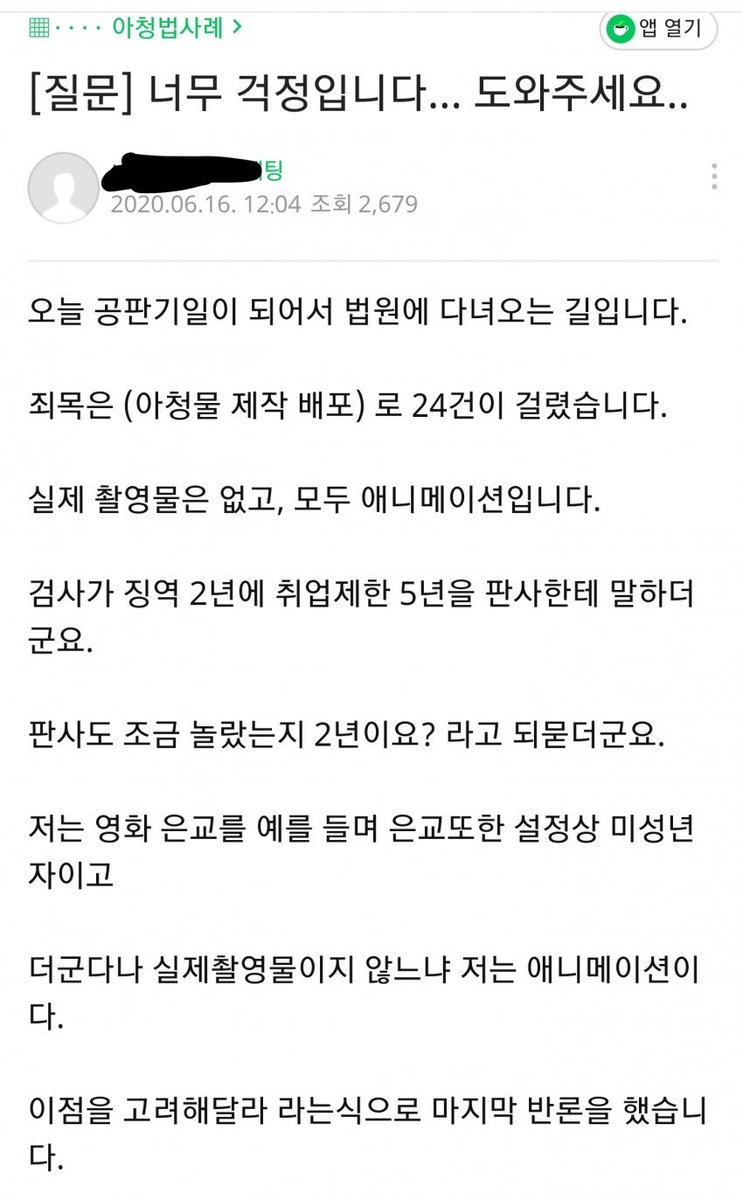 아청법사례 >
앱 열기
[질문] 너무 걱정입니다... 도와주세요..
팅
2020.06.16. 12:04 조회 2,679
오늘 공판기일이 되어서 법원에 다녀오는 길입니다.
죄목은 (아청물 제작 배포) 로 24건이 걸렸습니다.
실제 촬영물은 없고, 모두 애니메이션입니다.
검사가 징역 2년에 취업제한 5년을 판사한테 말하더
군요.
판사도 조금 놀랐는지 2년이요? 라고 되묻더군요.
저는 영화 은교를 예를 들며 은교또한 설정상 미성년
자이고
더군다나 실제촬영물이지 않느냐 저는 애니메이션이
다.
이점을 고려해달라 라는식으로 마지막 반론을 했습니
다.